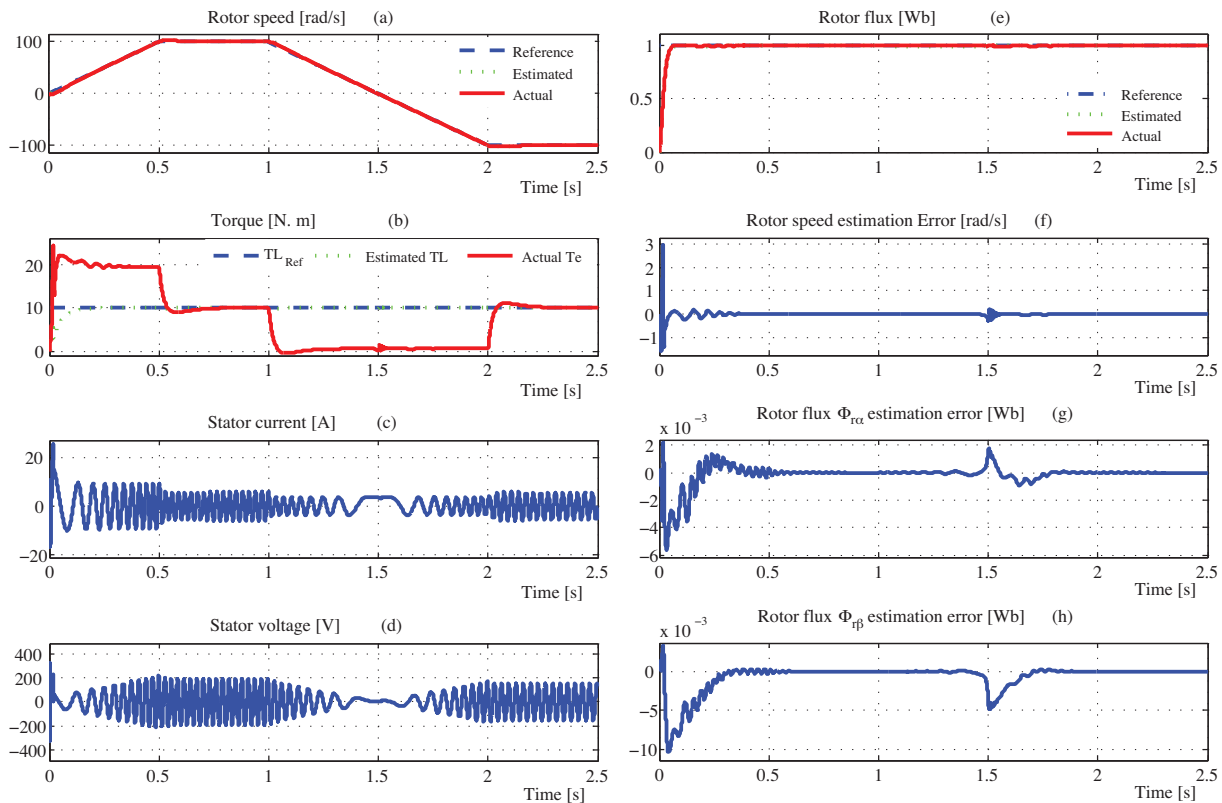 Rotor speed [rad/s] (a)
100
0
−100
Reference
Estimated
Actual
0 0.5 1 1.5 2 2.5
Time [s]
Torque [N. m] (b)
20
10
0
TL Ref Estimated TL Actual Te
0 0.5 1 1.5 2 2.5
Time [s]
Stator current [A] (c)
20
0
−20
0 0.5 1 1.5 2 2.5
Time [s]
Stator voltage [V] (d)
400
200
0
−200
−400
0 0.5 1 1.5 2 2.5
Time [s]
Rotor flux [Wb] (e)
1
0.5
0
Reference
Estimated
Actual
0 0.5 1 1.5 2 2.5
Time [s]
Rotor speed estimation Error [rad/s] (f)
3
2
1
0
−1
0 0.5 1 1.5 2 2.5
Time [s]
Rotor flux Φrα estimation error [Wb] (g)
x 10 −3
2
0
−2
−4
−6
0 0.5 1 1.5 2 2.5
Time [s]
Rotor flux Φrβ estimation error [Wb] (h)
x 10 −3
0
−5
−10
0 0.5 1 1.5 2 2.5
Time [s]